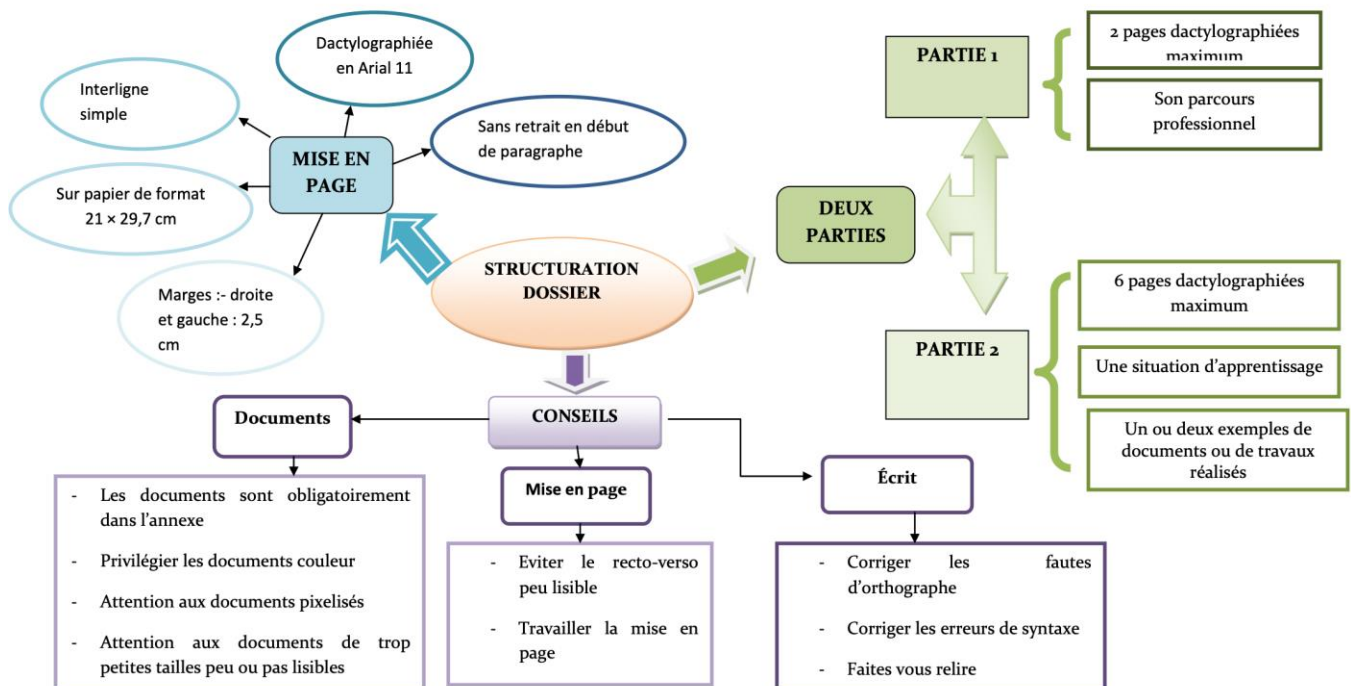 Dactylographiée
en Arial 11
Interligne
simple
Sans retrait en début
de paragraphe
MISE EN
PAGE
Sur papier de format
21 × 29,7 cm
Marges :- droite
et gauche : 2,5
cm
STRUCTURATION
DOSSIER
DEUX
PARTIES
PARTIE 1
2 pages dactylographiées
maximum
Son parcours
professionnel
PARTIE 2
6 pages dactylographiées
maximum
Une situation d’apprentissage
Un ou deux exemples de
documents ou de travaux
réalisés
CONSEILS
Documents
- Les documents sont obligatoirement
dans l’annexe
- Privilégier les documents couleur
- Attention aux documents pixelisés
- Attention aux documents de trop
petites tailles peu ou pas lisibles
Mise en page
- Eviter le recto-verso
peu lisible
- Travailler la mise en
page
Écrit
- Corriger les fautes
d’orthographe
- Corriger les erreurs de syntaxe
- Faites vous relire